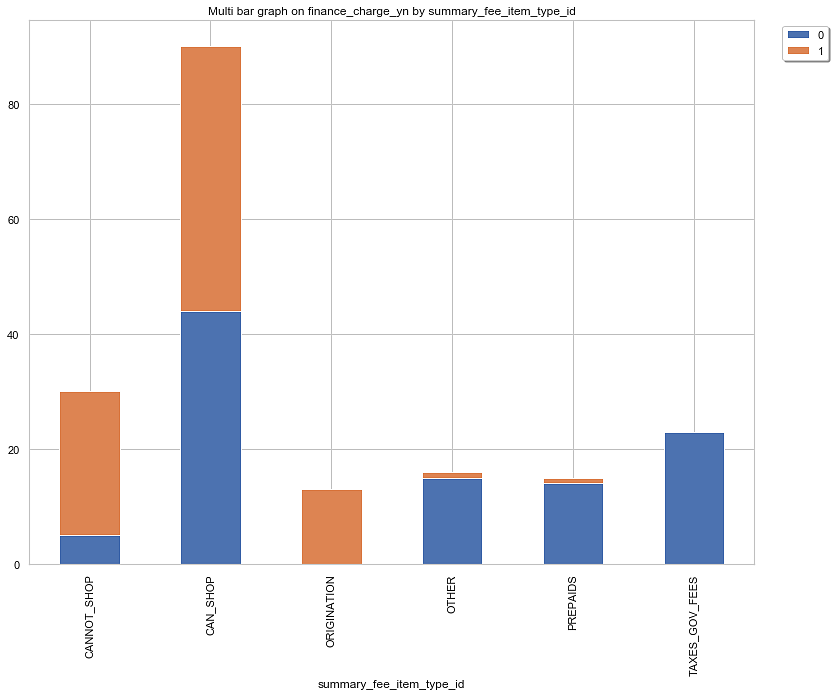 Multi bar graph on finance_charge_yn by summary_fee_item_type_id
0
1
80
60
40
20
0
CANNOT_SHOP
CAN_SHOP
ORIGINATION
OTHER
PREPAIDS
TAXES_GOV_FEES
summary_fee_item_type_id